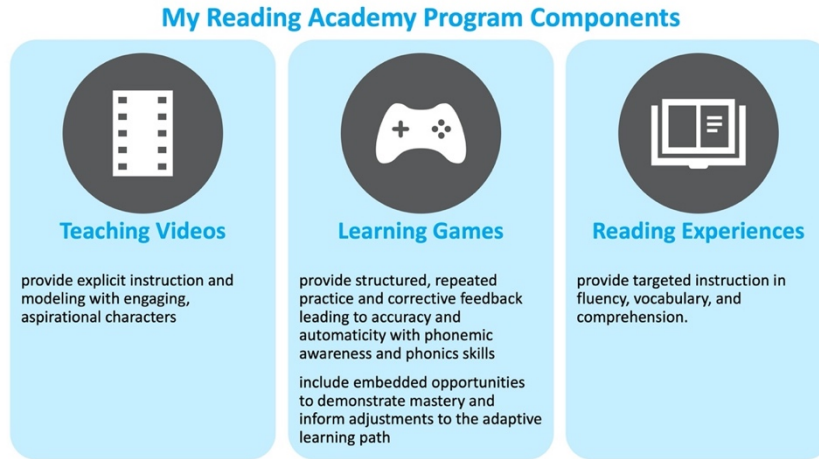 My Reading Academy Program Components
Teaching Videos
provide explicit instruction and
modeling with engaging,
aspirational characters
Learning Games
provide structured, repeated
practice and corrective feedback
leading to accuracy and
automaticity with phonemic
awareness and phonics skills
include embedded opportunities
to demonstrate mastery and
inform adjustments to the adaptive
learning path
Reading Experiences
provide targeted instruction in
fluency, vocabulary, and
comprehension.